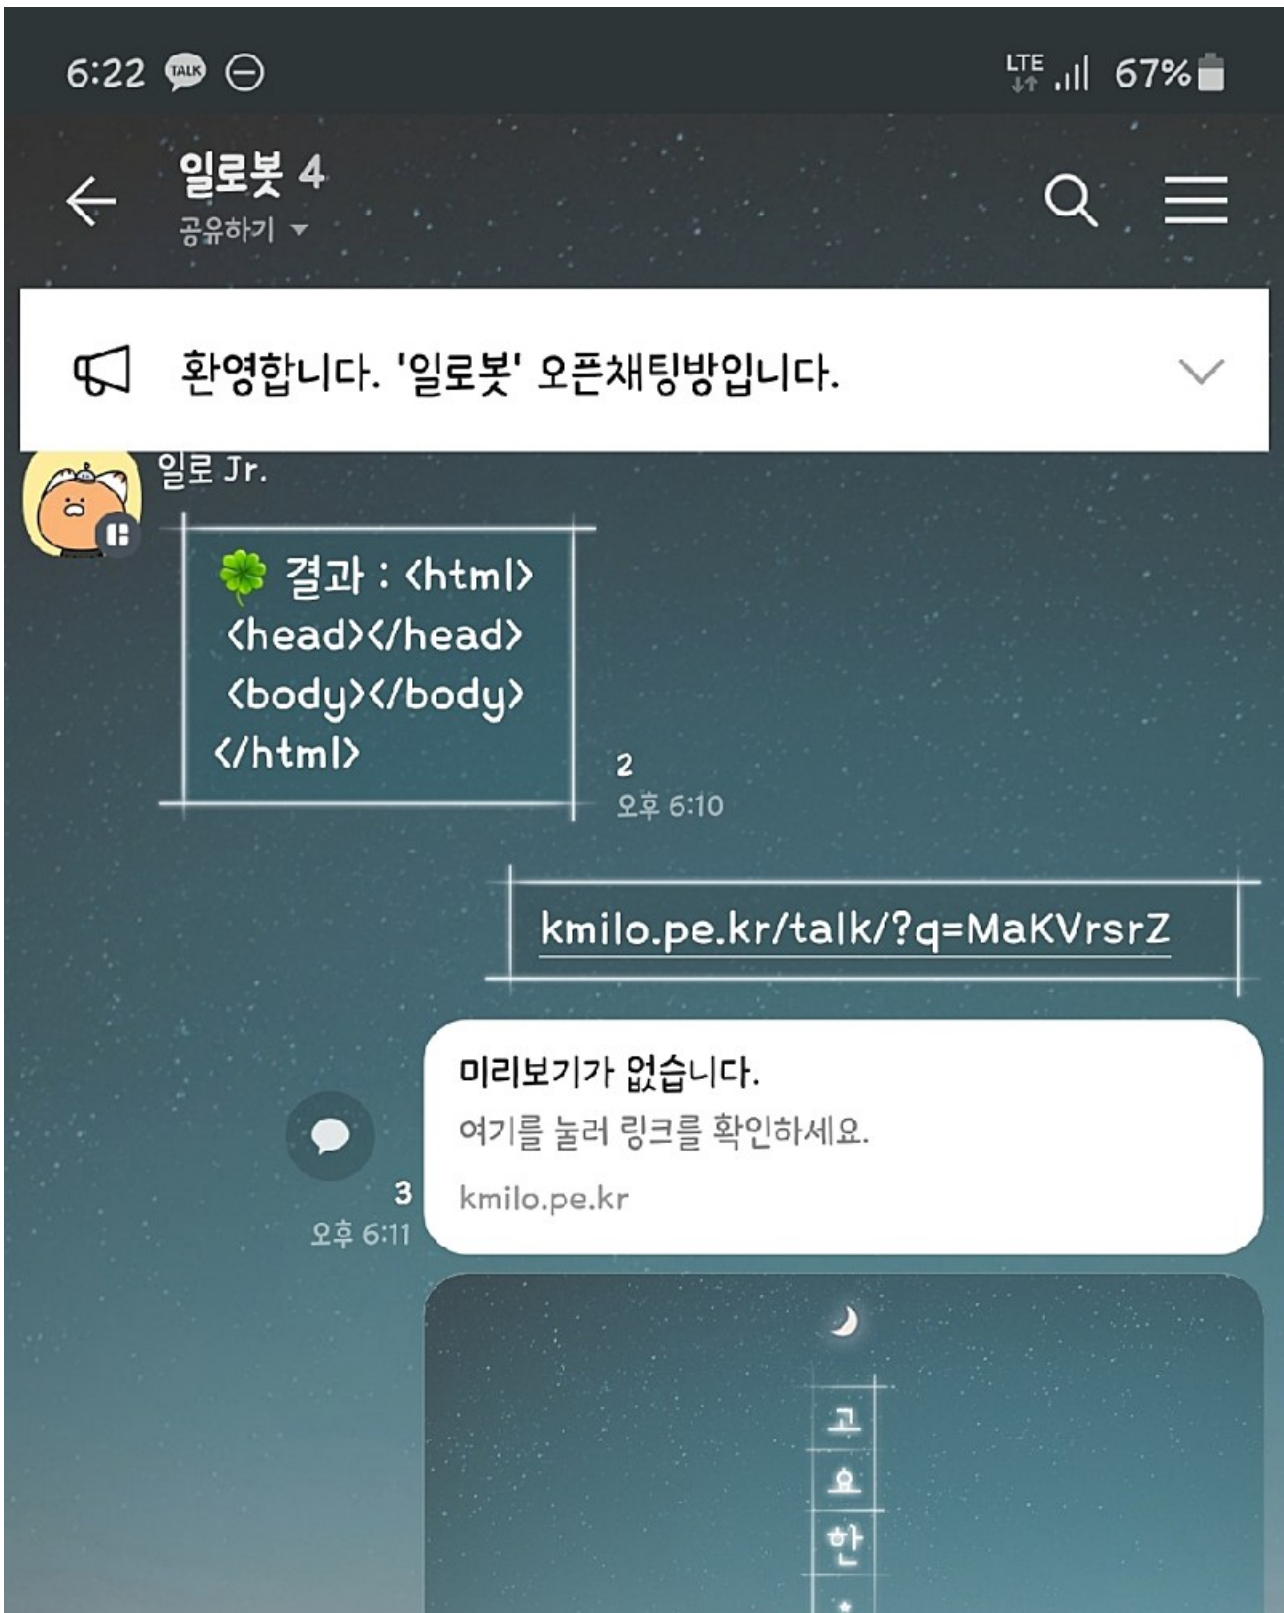 6:22 TALK LTE 67%
일로봇 4
공유하기
환영합니다. '일로봇' 오픈채팅방입니다.
일로 Jr.
🍀 결과 : <html>
<head></head>
<body></body>
</html>
2
오후 6:10
kmilo.pe.kr/talk/?q=MaKVrsrZ
미리보기가 없습니다.
여기를 눌러 링크를 확인하세요.
kmilo.pe.kr
3
오후 6:11
고
요
한